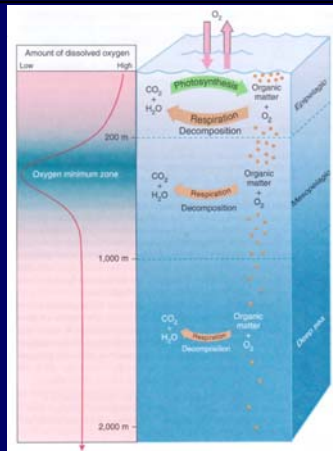 Amount of dissolved oxygen
Low High
O2
Photosynthesis
CO2
+
H2O
Organic
matter
+
O2
Respiration
Decomposition
200 m
Epipelagic
Oxygen minimum zone
CO2
+
H2O
Respiration
Decomposition
Organic
matter
+
O2
Mesopelagic
1,000 m
CO2
+
H2O
Respiration
Decomposition
Organic
matter
+
O2
Deep sea
2,000 m